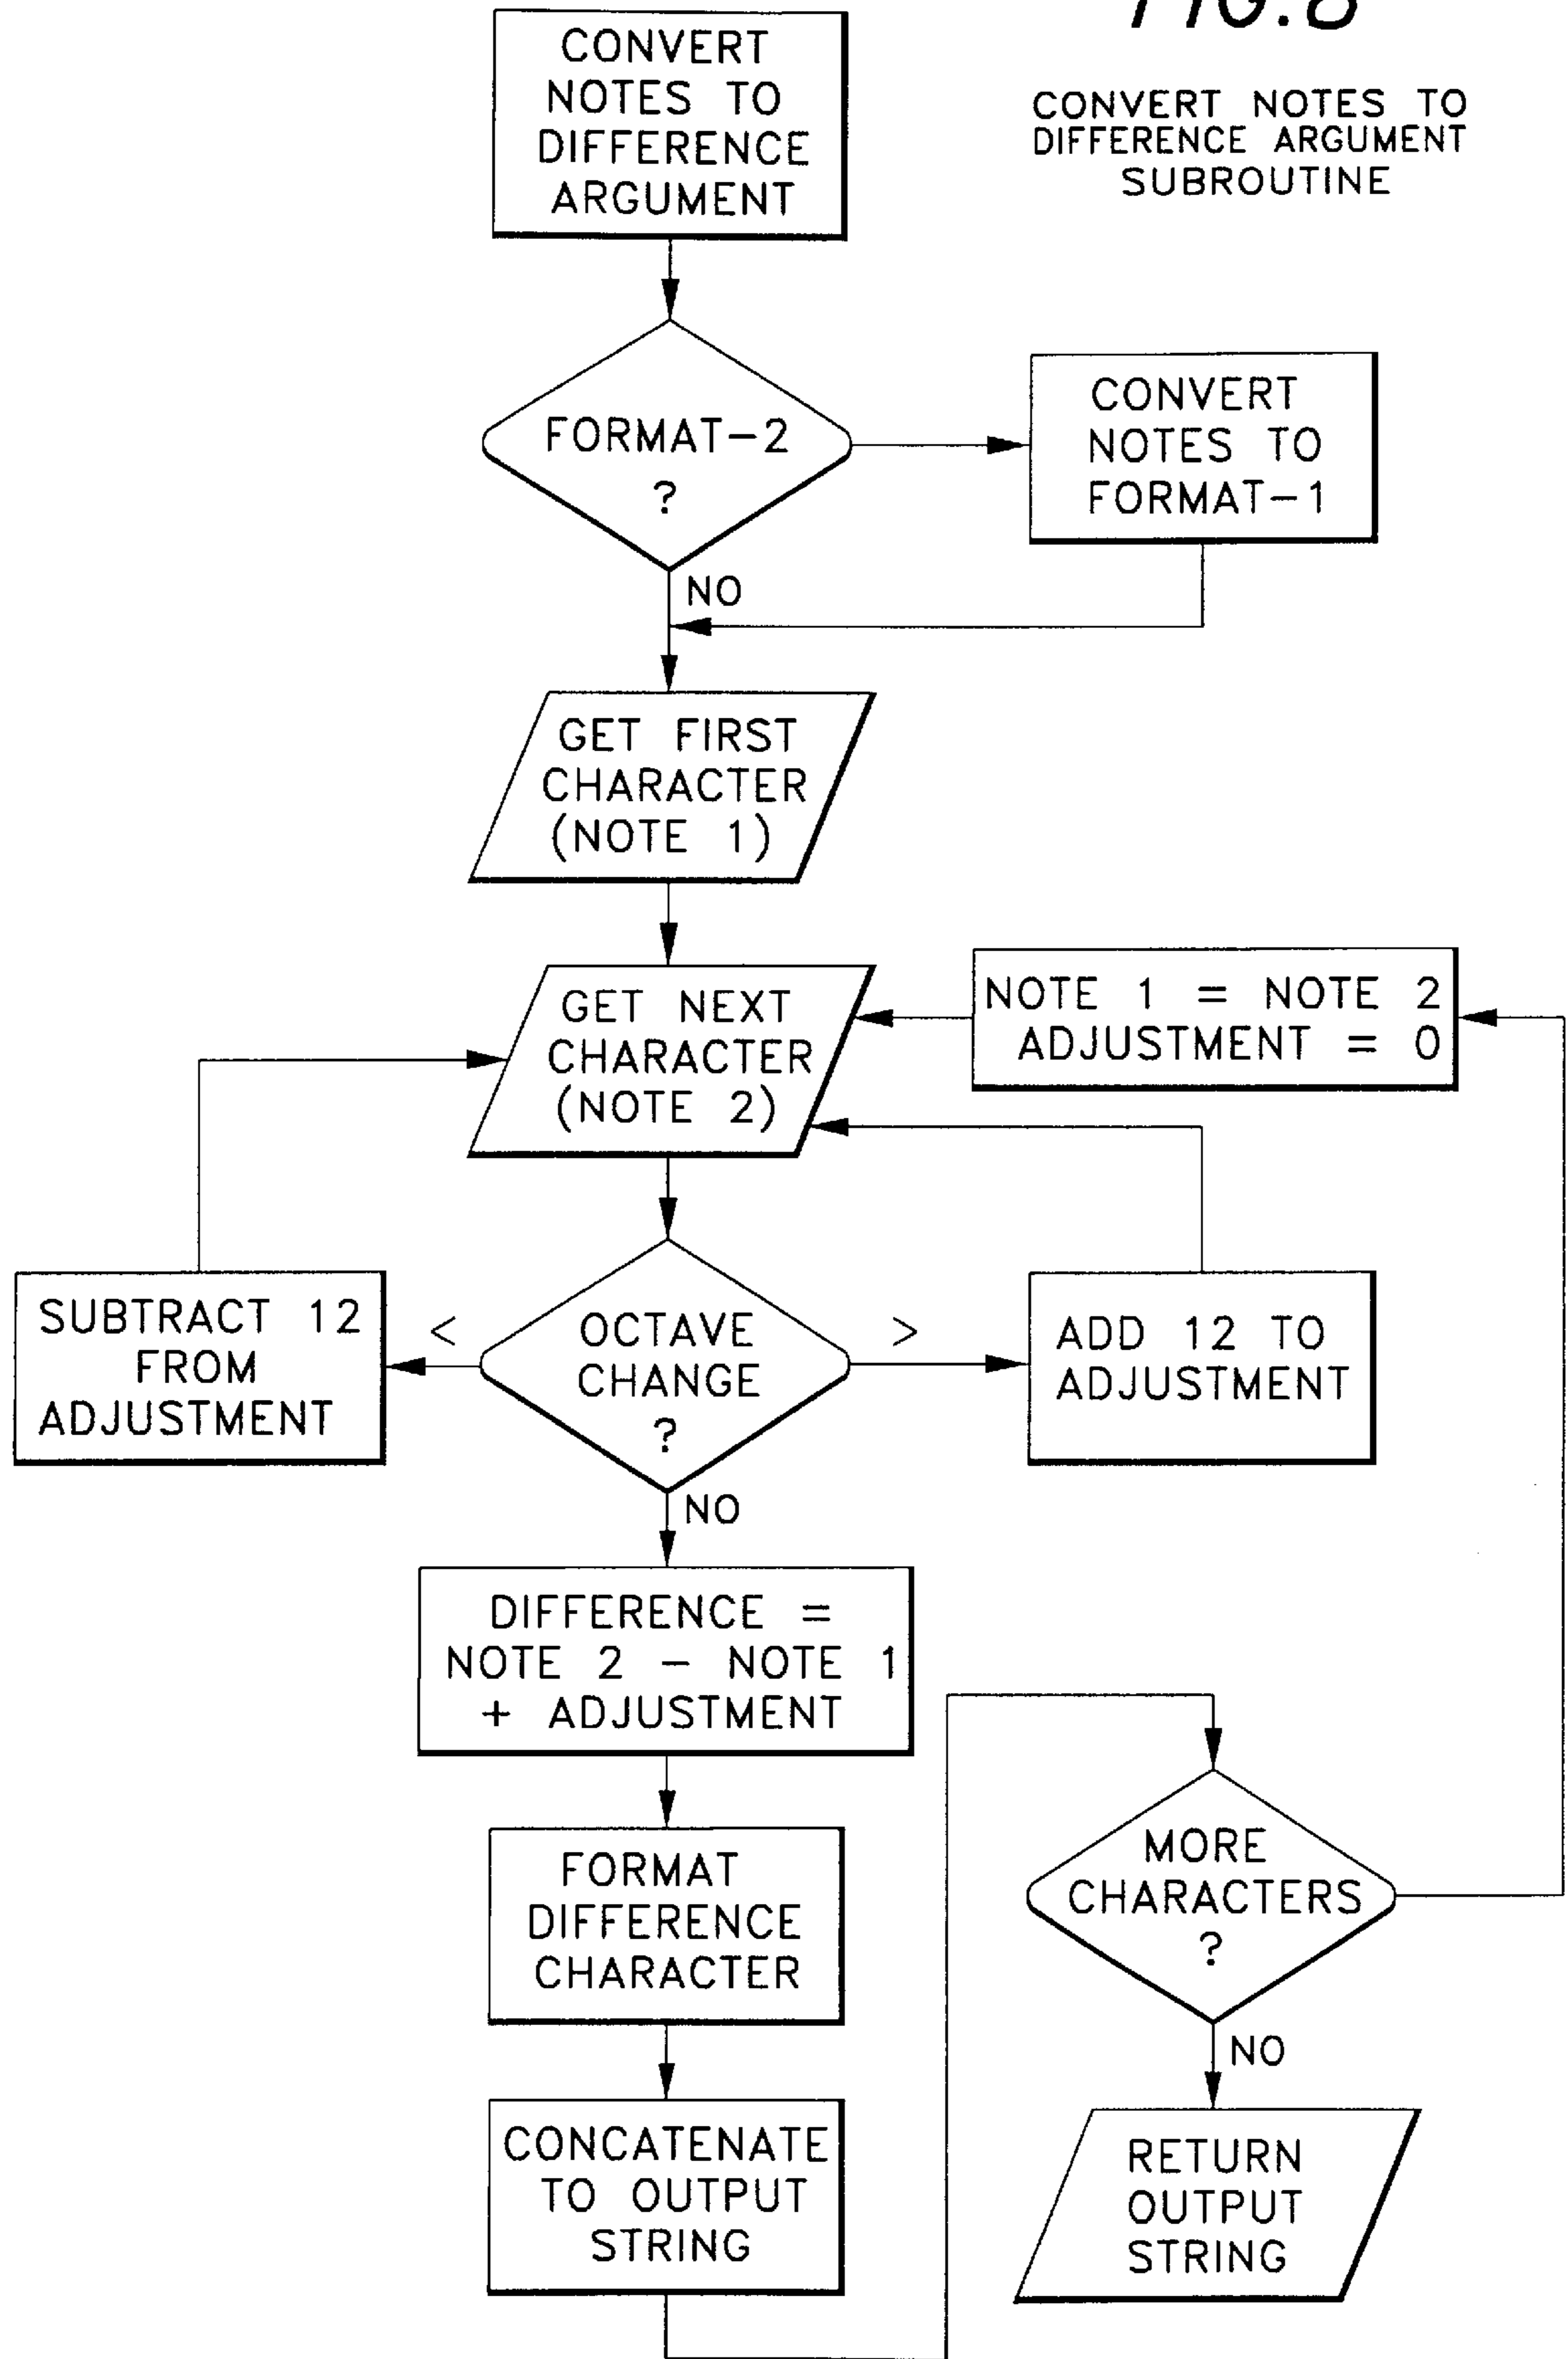 FIG. 8
CONVERT NOTES TO
DIFFERENCE ARGUMENT
SUBROUTINE
CONVERT
NOTES TO
DIFFERENCE
ARGUMENT
FORMAT-2
?
CONVERT
NOTES TO
FORMAT-1
NO
GET FIRST
CHARACTER
(NOTE 1)
GET NEXT
CHARACTER
(NOTE 2)
NOTE 1 = NOTE 2
ADJUSTMENT = 0
SUBTRACT 12
FROM
ADJUSTMENT
<
OCTAVE
CHANGE
?
>
ADD 12 TO
ADJUSTMENT
NO
DIFFERENCE =
NOTE 2 - NOTE 1
+ ADJUSTMENT
FORMAT
DIFFERENCE
CHARACTER
CONCATENATE
TO OUTPUT
STRING
MORE
CHARACTERS
?
NO
RETURN
OUTPUT
STRING